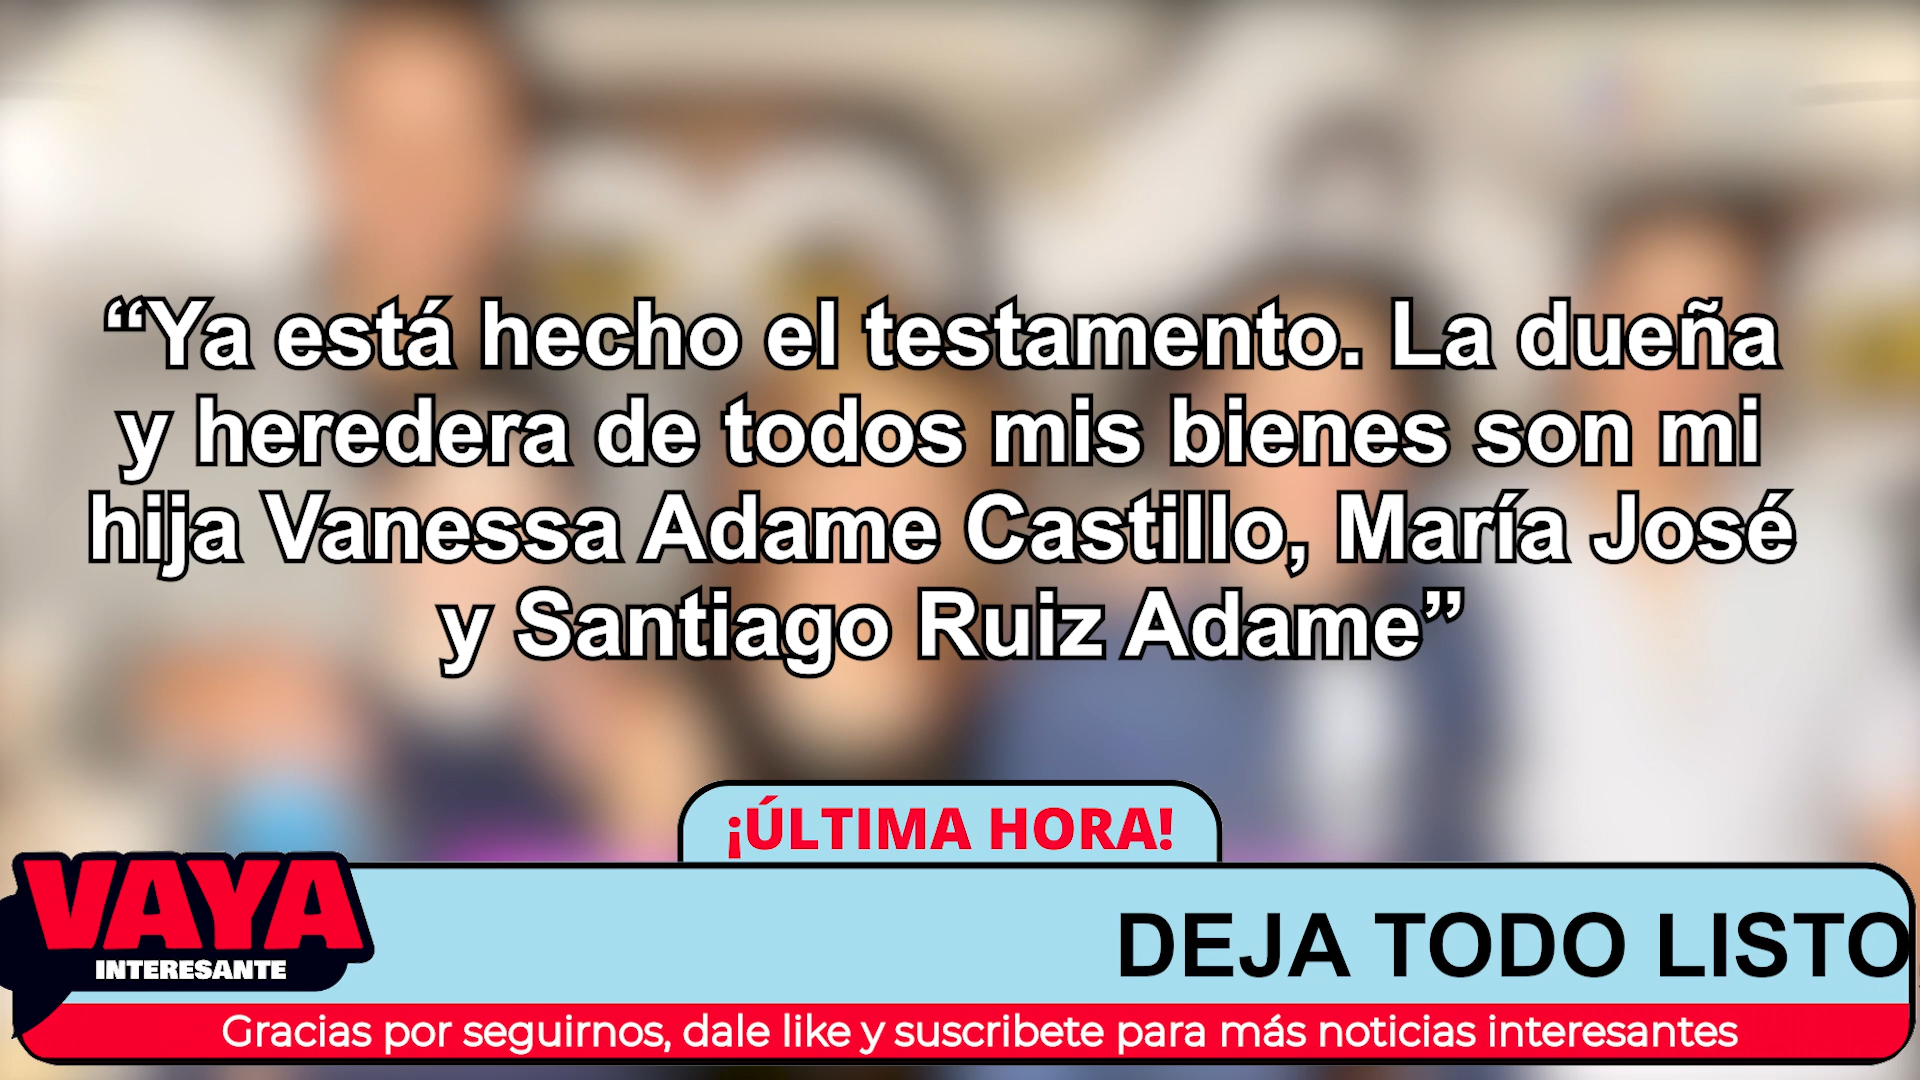 “Ya está hecho el testamento. La dueña
y heredera de todos mis bienes son mi
hija Vanessa Adame Castillo, María José
y Santiago Ruiz Adame”
¡ÚLTIMA HORA!
VAYA
INTERESANTE
DEJA TODO LISTO
Gracias por seguirnos, dale like y suscribete para más noticias interesantes